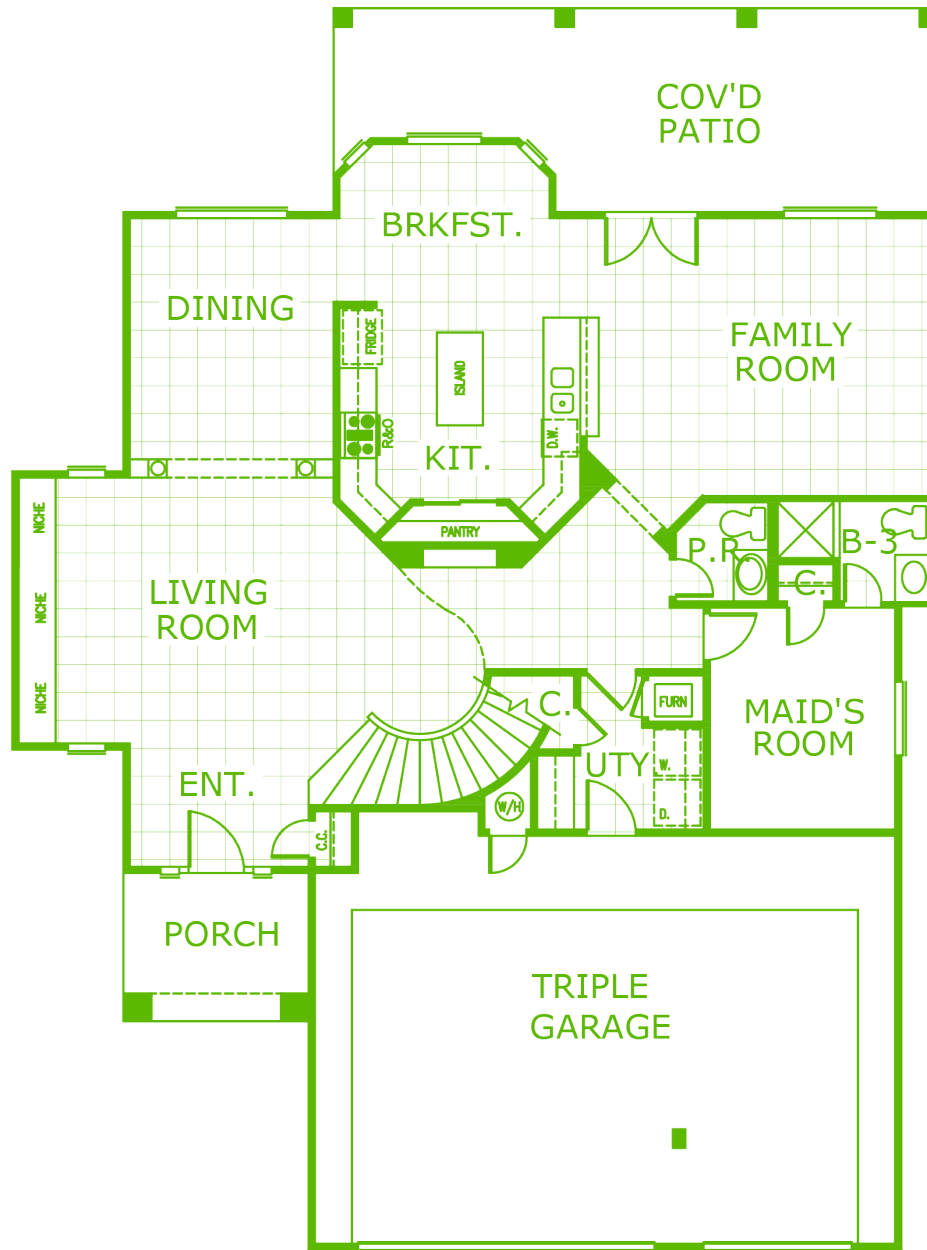 COV'D
PATIO
BRKFST.
DINING
FRIDGE
FAMILY
ROOM
ISLAND
R&O
D.W.
KIT.
NICHE
PANTRY
P.R.
B-3
C.
LIVING
ROOM
NICHE
NICHE
C.
FURN
MAID'S
ROOM
UTY
W.
ENT.
W/H
D.
C.C.
PORCH
TRIPLE
GARAGE